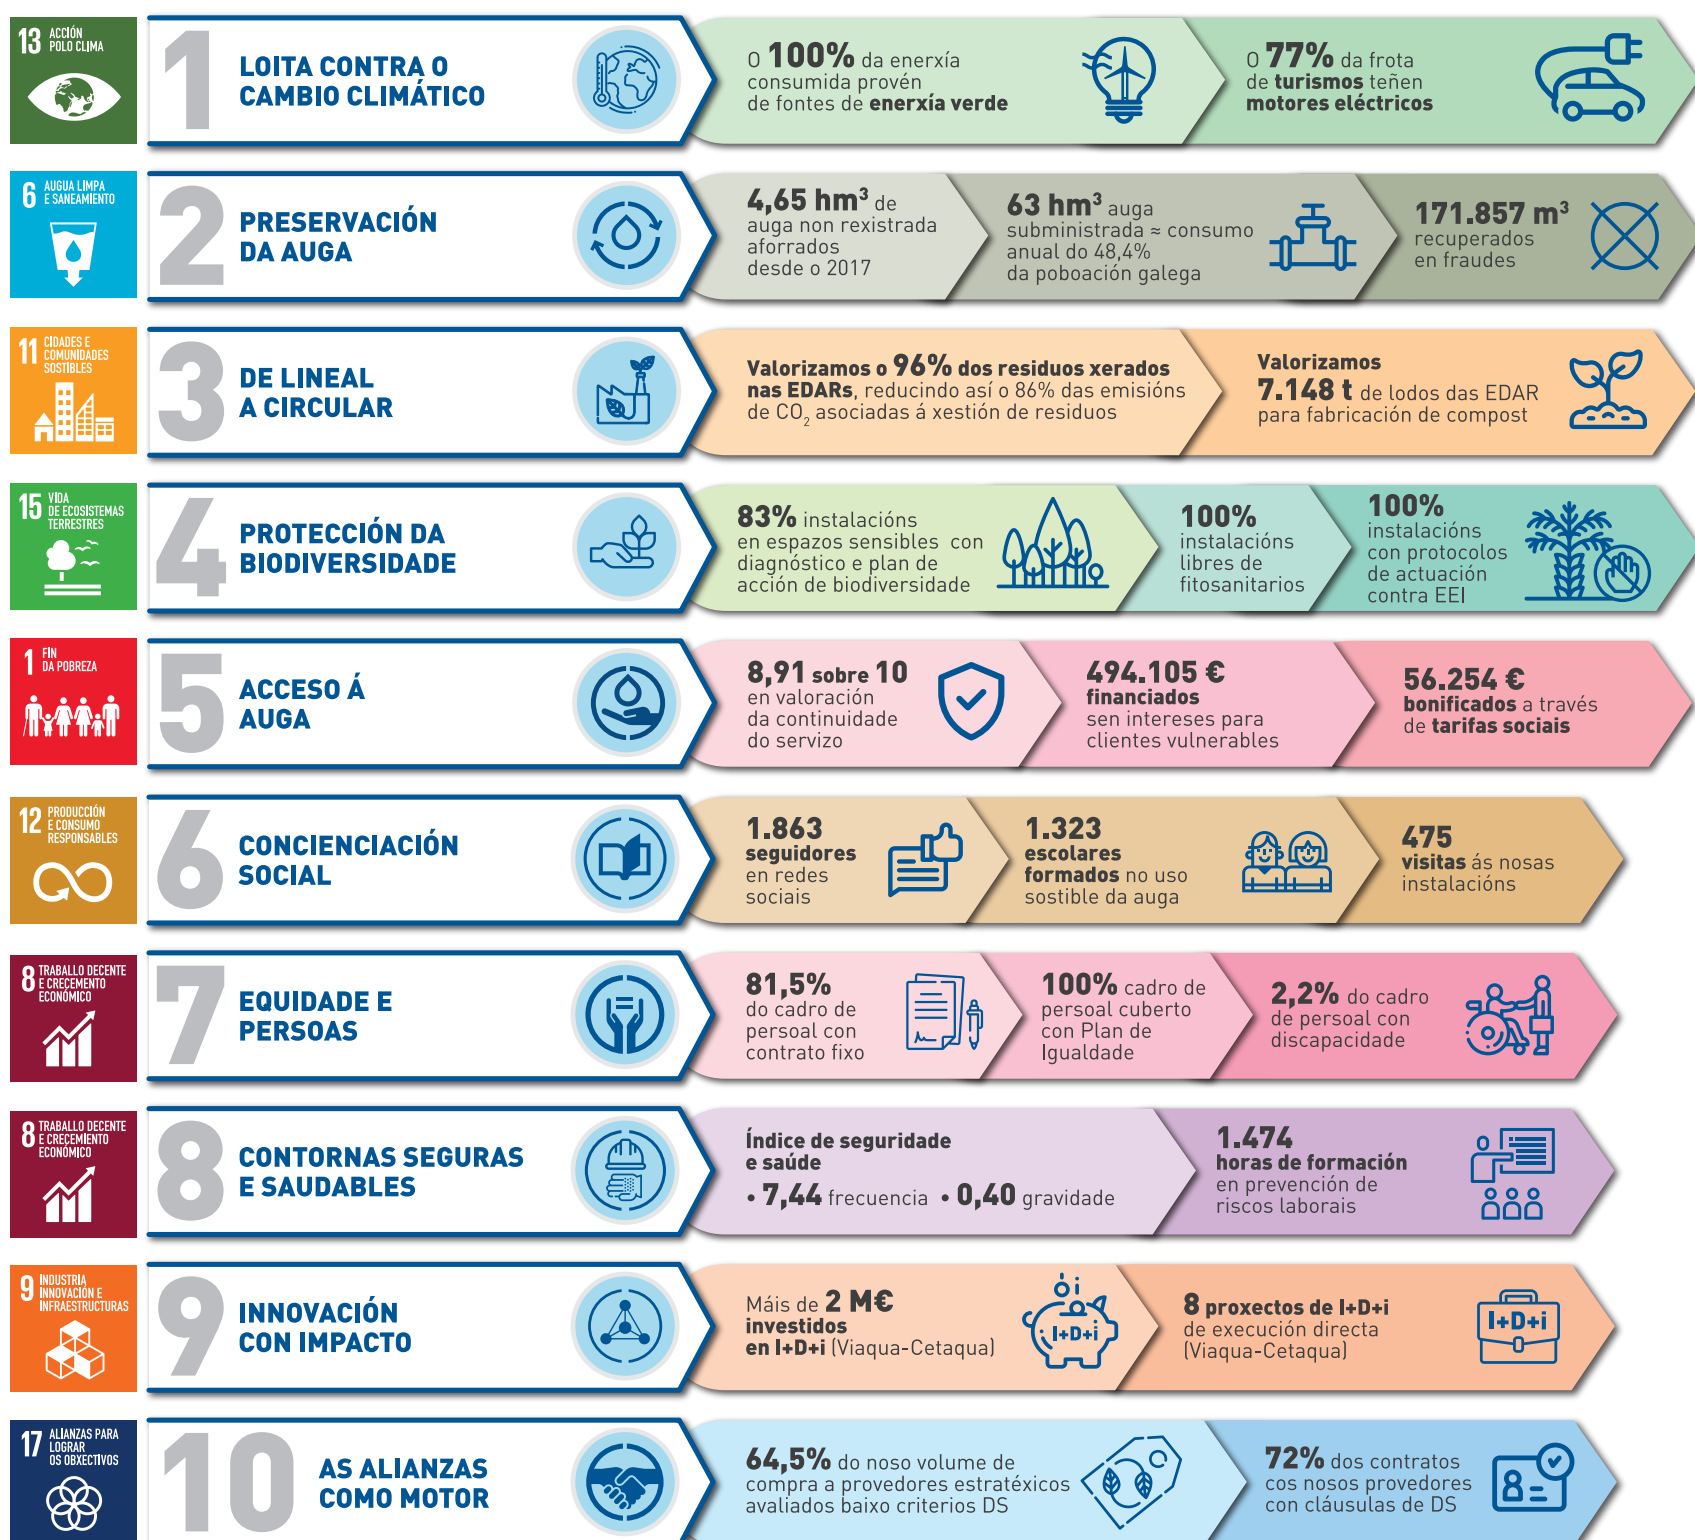 13 ACCIÓN
POLO CLIMA
1
LOITA CONTRA O
CAMBIO CLIMÁTICO
O 100% da enerxía
consumida provén
de fontes de enerxía verde
O 77% da frota
de turismos teñen
motores eléctricos
6 AUGUA LIMPA
E SANEAMIENTO
2
PRESERVACIÓN
DA AUGA
4,65 hm³ de
auga non rexistrada
aforrados
desde o 2017
63 hm³ auga
subministrada ≈ consumo
anual do 48,4%
da poboación galega
171.857 m³
recuperados
en fraudes
11 CIDADES E
COMUNIDADES
SOSTIBLES
3
DE LINEAL
A CIRCULAR
Valorizamos o 96% dos residuos xerados
nas EDARs, reducindo así o 86% das emisións
de CO₂ asociadas á xestión de residuos
Valorizamos
7.148 t de lodos das EDAR
para fabricación de compost
15 VIDA
DE ECOSISTEMAS
TERRESTRES
4
PROTECCIÓN DA
BIODIVERSIDADE
83% instalacións
en espazos sensibles con
diagnóstico e plan de
acción de biodiversidade
100%
instalacións
libres de
fitosanitarios
100%
instalacións
con protocolos
de actuación
contra EEI
1 FIN
DA POBREZA
5
ACCESO Á
AUGA
8,91 sobre 10
en valoración
da continuidade
do servizo
494.105 €
financiados
sen intereses para
clientes vulnerables
56.254 €
bonificados a través
de tarifas sociais
12 PRODUCCIÓN
E CONSUMO
RESPONSABLES
6
CONCIENCIACIÓN
SOCIAL
1.863
seguidores
en redes
sociais
1.323
escolares
formados no uso
sostible da auga
475
visitas ás nosas
instalacións
8 TRABALLO DECENTE
E CRECEMENTO
ECONÓMICO
7
EQUIDADE E
PERSOAS
81,5%
do cadro de
persoal con
contrato fixo
100% cadro de
persoal cuberto
con Plan de
Igualdade
2,2% do cadro
de persoal con
discapacidade
8 TRABALLO DECENTE
E CRECEMIENTO
ECONÓMICO
8
CONTORNAS SEGURAS
E SAUDABLES
Índice de seguridade
e saúde
• 7,44 frecuencia • 0,40 gravidade
1.474
horas de formación
en prevención de
riscos laborais
9 INDUSTRIA
INNOVACIÓN E
INFRAESTRUCTURAS
9
INNOVACIÓN
CON IMPACTO
Máis de 2 M€
investidos
en I+D+i (Viaqua-Cetaqua)
I+D+i
8 proxectos de I+D+i
de execución directa
(Viaqua-Cetaqua)
I+D+i
17 ALIANZAS PARA
LOGRAR
OS OBXECTIVOS
10
AS ALIANZAS
COMO MOTOR
64,5% do noso volume de
compra a provedores estratéxicos
avaliados baixo criterios DS
72% dos contratos
cos nosos provedores
con cláusulas de DS